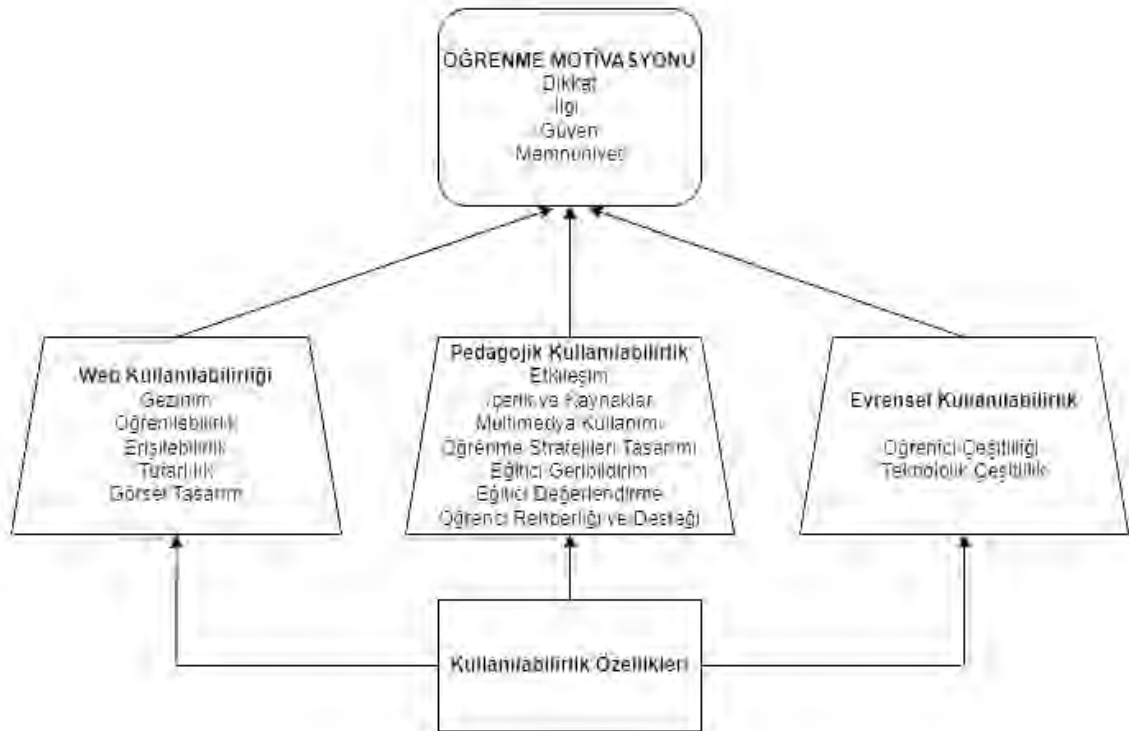 ÖĞRENME MOTİVASYONU
Dikkat
İlgi
Güven
Memnuniyet
Web Kullanılabilirliği
Gezinim
Öğrenilebilirlik
Erişilebilirlik
Tutarlılık
Görsel Tasarım
Pedagojik Kullanılabilirlik
Etkileşim
İçerik ve Kaynaklar
Multimedya Kullanımı
Öğrenme Stratejileri Tasarımı
Eğitici Geribildirim
Eğitici Değerlendirme
Öğrenci Rehberliği ve Desteği
Evrensel Kullanılabilirlik
Öğrenici Çeşitliliği
Teknolojik Çeşitlilik
Kullanılabilirlik Özellikleri